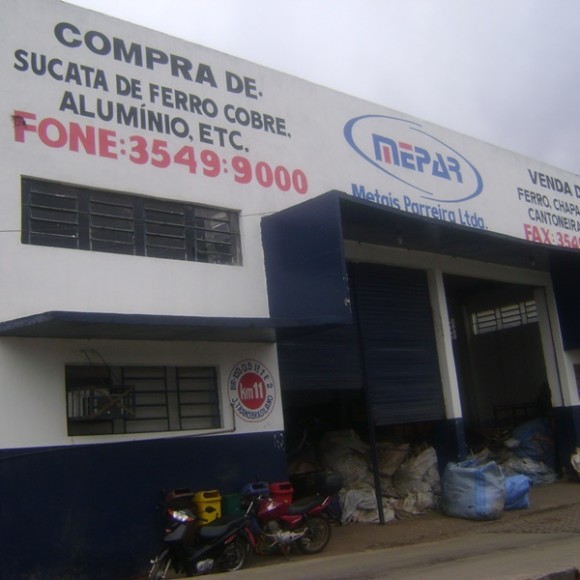 COMPRA DE.
SUCATA DE FERRO COBRE,
ALUMÍNIO, ETC.
FONE:3549:9000
MEPAR
Metais Parreira Ltda.
VENDA D
FERRO, CHAPA
CANTONEIRA
FAX:3549
km 11